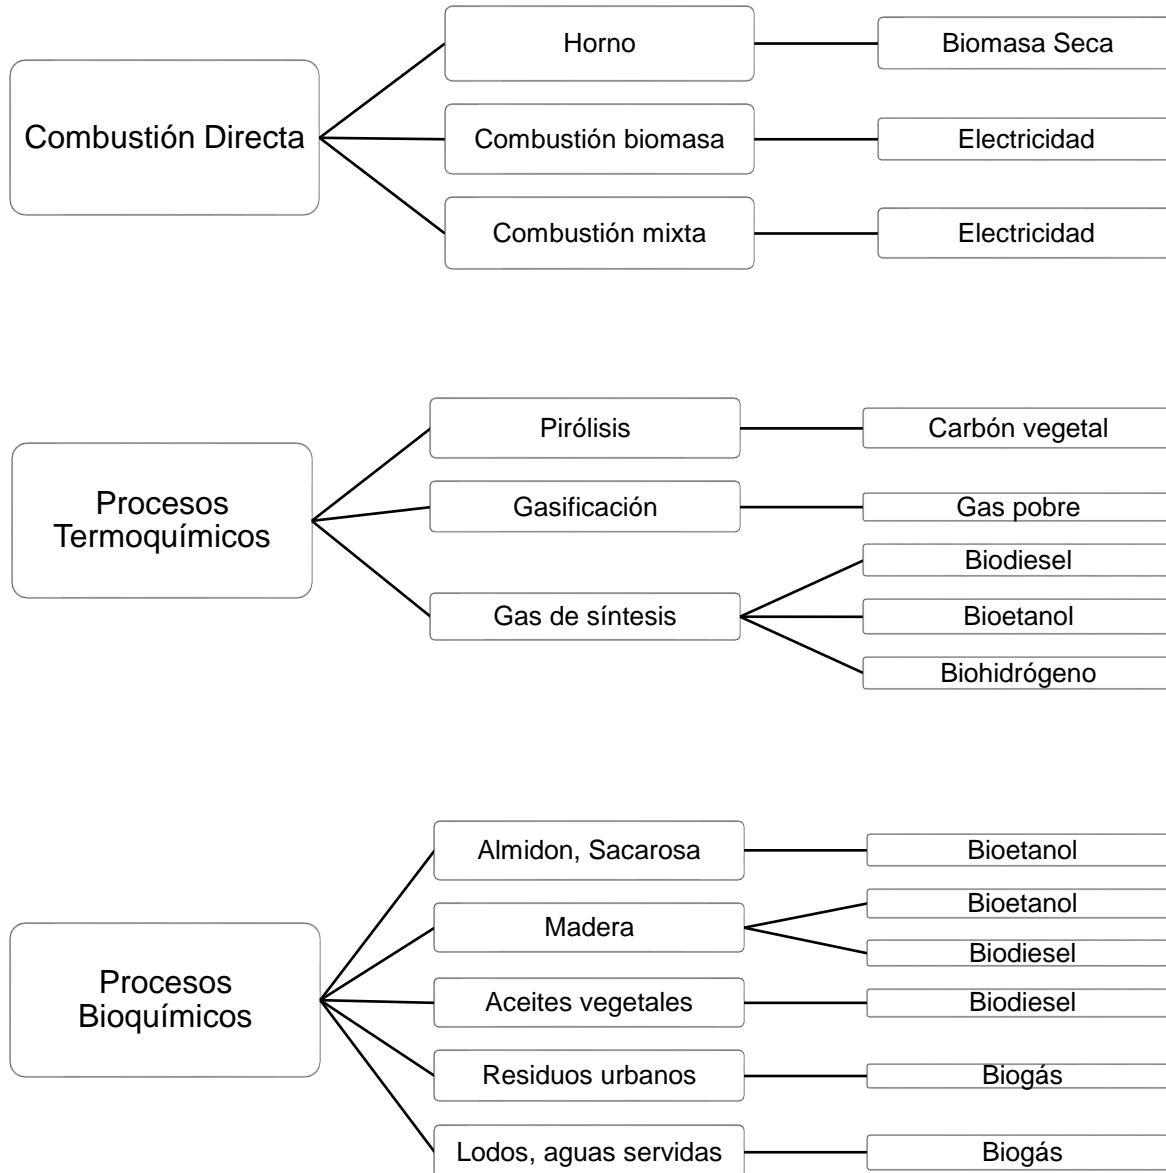 Combustión Directa
Horno
Biomasa Seca
Combustión biomasa
Electricidad
Combustión mixta
Electricidad
Procesos
Termoquímicos
Pirólisis
Carbón vegetal
Gasificación
Gas pobre
Gas de síntesis
Biodiesel
Bioetanol
Biohidrógeno
Procesos
Bioquímicos
Almidon, Sacarosa
Bioetanol
Madera
Bioetanol
Biodiesel
Aceites vegetales
Biodiesel
Residuos urbanos
Biogás
Lodos, aguas servidas
Biogás